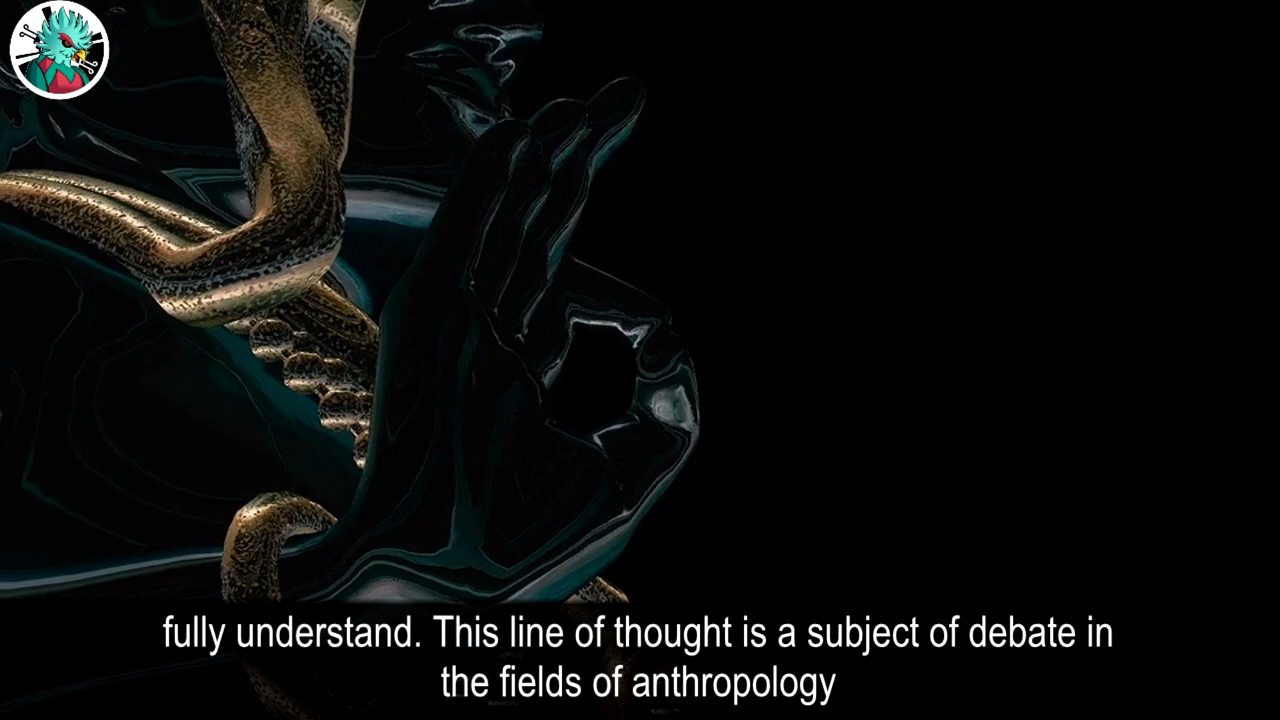 fully understand. This line of thought is a subject of debate in
the fields of anthropology